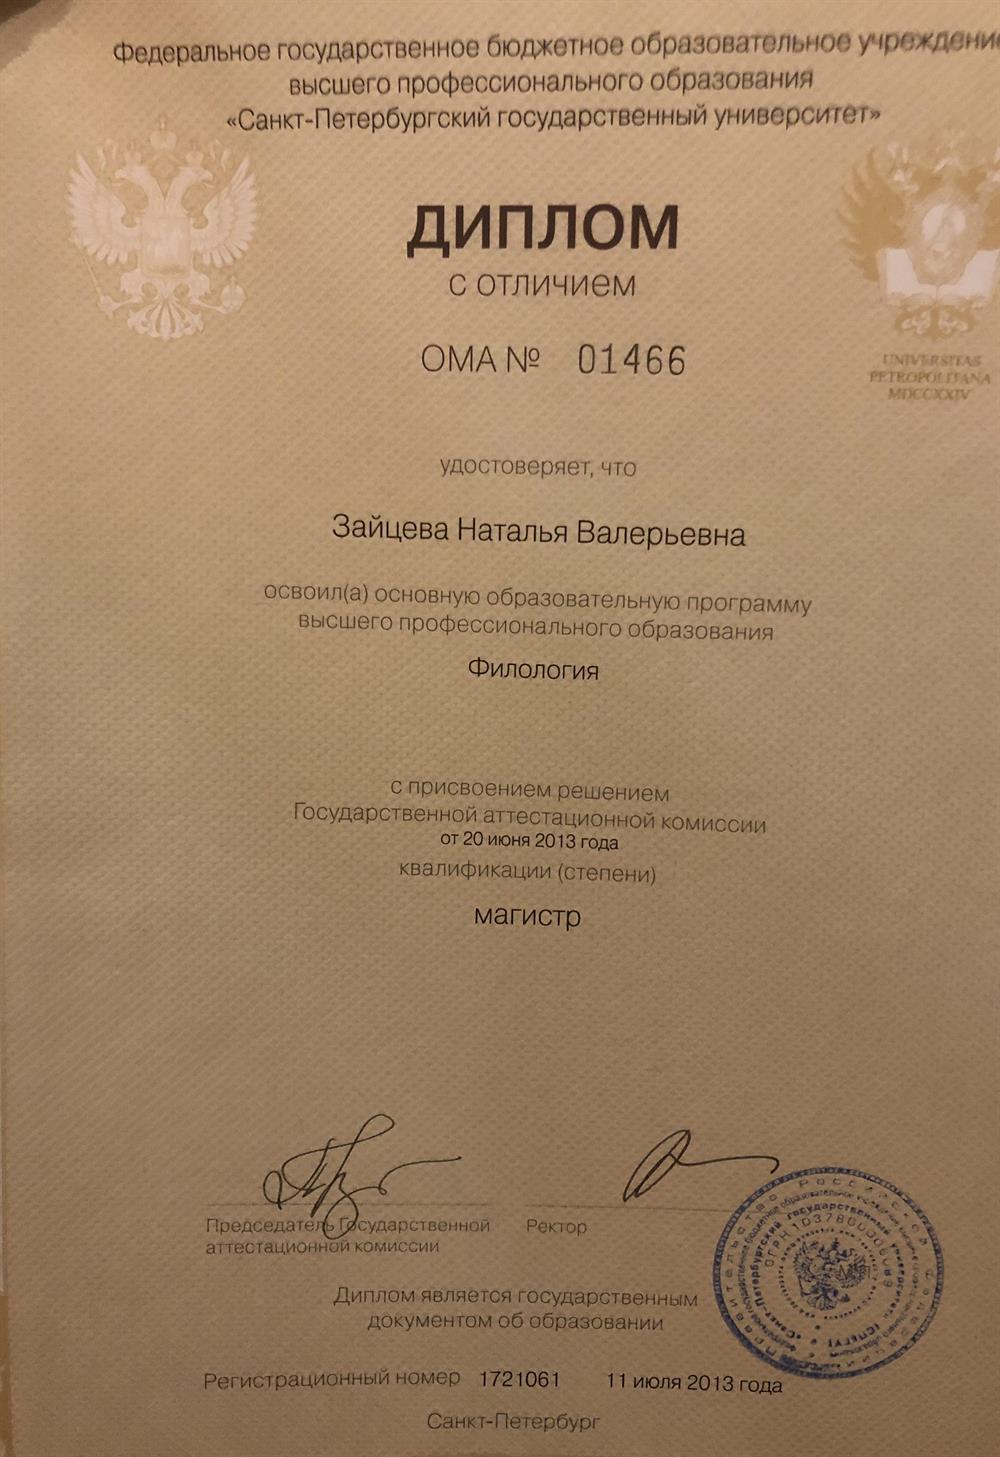 Федеральное государственное бюджетное образовательное учреждени
высшего профессионального образования
«Санкт-Петербургский государственный университет»
ДИПЛОМ
С ОТЛИЧИЕМ
ОМА № 01466
UNIVERSITAS
PETROPOLITANA
MDCCXXIV
удостоверяет, что
Зайцева Наталья Валерьевна
освоил(а) основную образовательную программу
высшего профессионального образования
Филология
с присвоением решением
Государственной аттестационной комиссии
от 20 июня 2013 года
квалификации (степени)
магистр
Председатель Государственной
аттестационной комиссии
Ректор
Диплом является государственным
документом об образовании
Регистрационный номер 1721061 11 июля 2013 года
Санкт-Петербург